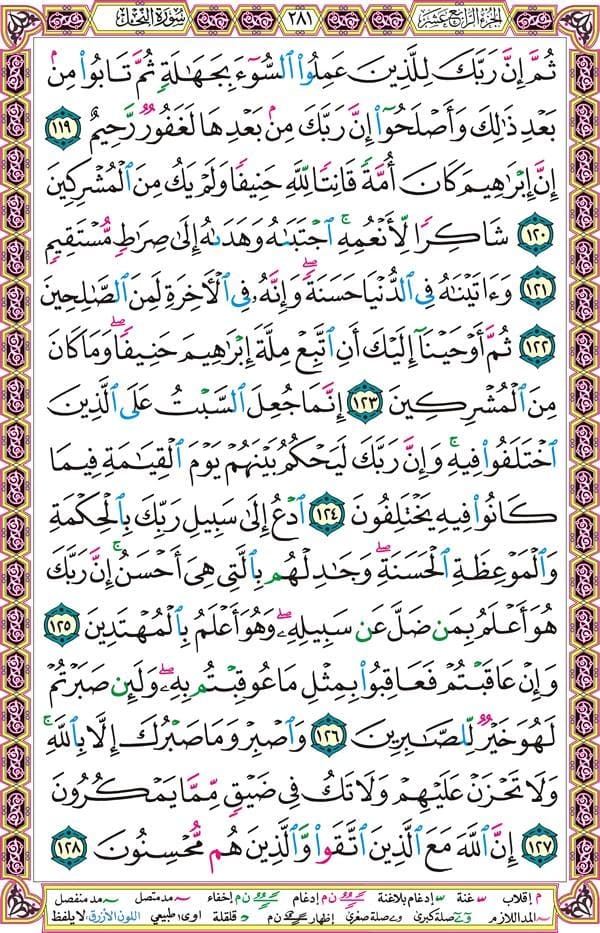 الجزء الرابع عشر
٢٨١
سورة النحل
ثُمَّ إِنَّ رَبَّكَ لِلَّذِينَ عَمِلُوا۟ ٱلسُّوٓءَ بِجَهَـٰلَةٍ ثُمَّ تَابُوا۟ مِنۢ
بَعْدِ ذَٰلِكَ وَأَصْلَحُوٓا۟ إِنَّ رَبَّكَ مِنۢ بَعْدِهَا لَغَفُورٌ رَّحِيمٌ ١١٩
إِنَّ إِبْرَٰهِيمَ كَانَ أُمَّةً قَانِتًا لِّلَّهِ حَنِيفًا وَلَمْ يَكُ مِنَ ٱلْمُشْرِكِينَ
١٢٠ شَاكِرًا لِّأَنْعُمِهِ ۚ ٱجْتَبَىٰهُ وَهَدَىٰهُ إِلَىٰ صِرَٰطٍ مُّسْتَقِيمٍ
١٢١ وَءَاتَيْنَـٰهُ فِى ٱلدُّنْيَا حَسَنَةً ۖ وَإِنَّهُۥ فِى ٱلْـَٔاخِرَةِ لَمِنَ ٱلصَّـٰلِحِينَ
١٢٢ ثُمَّ أَوْحَيْنَآ إِلَيْكَ أَنِ ٱتَّبِعْ مِلَّةَ إِبْرَٰهِيمَ حَنِيفًا ۖ وَمَا كَانَ
مِنَ ٱلْمُشْرِكِينَ ١٢٣ إِنَّمَا جُعِلَ ٱلسَّبْتُ عَلَى ٱلَّذِينَ
ٱخْتَلَفُوا۟ فِيهِ ۚ وَإِنَّ رَبَّكَ لَيَحْكُمُ بَيْنَهُمْ يَوْمَ ٱلْقِيَـٰمَةِ فِيمَا
كَانُوا۟ فِيهِ يَخْتَلِفُونَ ١٢٤ ٱدْعُ إِلَىٰ سَبِيلِ رَبِّكَ بِٱلْحِكْمَةِ
وَٱلْمَوْعِظَةِ ٱلْحَسَنَةِ ۖ وَجَـٰدِلْهُم بِٱلَّتِى هِىَ أَحْسَنُ ۚ إِنَّ رَبَّكَ
هُوَ أَعْلَمُ بِمَن ضَلَّ عَن سَبِيلِهِۦ ۖ وَهُوَ أَعْلَمُ بِٱلْمُهْتَدِينَ ١٢٥
وَإِنْ عَاقَبْتُمْ فَعَاقِبُوا۟ بِمِثْلِ مَا عُوقِبْتُم بِهِۦ ۖ وَلَئِن صَبَرْتُمْ
لَهُوَ خَيْرٌ لِّلصَّـٰبِرِينَ ١٢٦ وَٱصْبِرْ وَمَا صَبْرُكَ إِلَّا بِٱللَّهِ ۚ
وَلَا تَحْزَنْ عَلَيْهِمْ وَلَا تَكُ فِى ضَيْقٍ مِّمَّا يَمْكُرُونَ
١٢٧ إِنَّ ٱللَّهَ مَعَ ٱلَّذِينَ ٱتَّقَوا۟ وَّٱلَّذِينَ هُم مُّحْسِنُونَ ١٢٨
م إقلاب غنة إدغام بلاغنة ن م إدغام ن م إخفاء مد متصل مد منفصل
المد اللازم صلة كبرى صلة صغرى إظهار ن م قلقلة اوى طبيعي اللون الأزرق: لا يلفظ